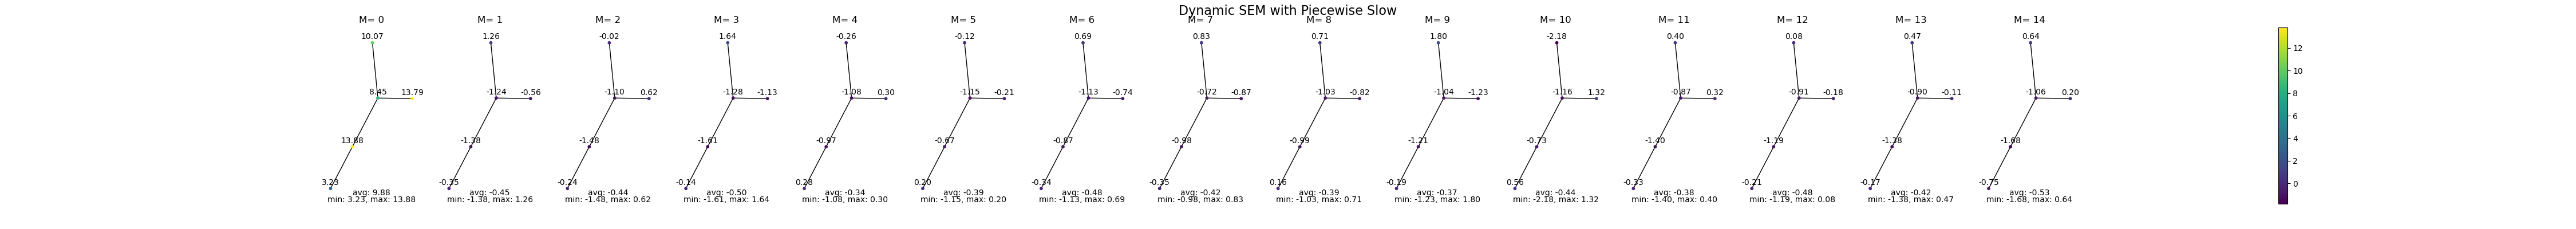 Dynamic SEM with Piecewise Slow
M= 0 M= 1 M= 2 M= 3 M= 4 M= 5 M= 6 M= 7 M= 8 M= 9 M= 10 M= 11 M= 12 M= 13 M= 14
10.07 1.26 -0.02 1.64 -0.26 -0.12 0.69 0.83 0.71 1.80 -2.18 0.40 0.08 0.47 0.64
12
10
8.45 13.79 -1.24 -0.56 -1.10 0.62 -1.28 -1.13 -1.08 0.30 -1.15 -0.21 -1.13 -0.74 -0.72 -0.87 -1.03 -0.82 -1.04 -1.23 -1.16 1.32 -0.87 0.32 -0.91 -0.18 -0.90 -0.11 -1.06 0.20
8
6
4
13.88 -1.38 -1.48 -1.61 -0.97 -0.67 -0.87 -0.98 -0.99 -1.21 -0.73 -1.40 -1.19 -1.38 -1.68
2
3.23 -0.35 -0.24 -0.14 0.28 0.20 -0.34 -0.35 0.16 -0.19 0.56 -0.33 -0.21 -0.17 -0.75
0
avg: 9.88 avg: -0.45 avg: -0.44 avg: -0.50 avg: -0.34 avg: -0.39 avg: -0.48 avg: -0.42 avg: -0.39 avg: -0.37 avg: -0.44 avg: -0.38 avg: -0.48 avg: -0.42 avg: -0.53
min: 3.23, max: 13.88 min: -1.38, max: 1.26 min: -1.48, max: 0.62 min: -1.61, max: 1.64 min: -1.08, max: 0.30 min: -1.15, max: 0.20 min: -1.13, max: 0.69 min: -0.98, max: 0.83 min: -1.03, max: 0.71 min: -1.23, max: 1.80 min: -2.18, max: 1.32 min: -1.40, max: 0.40 min: -1.19, max: 0.08 min: -1.38, max: 0.47 min: -1.68, max: 0.64